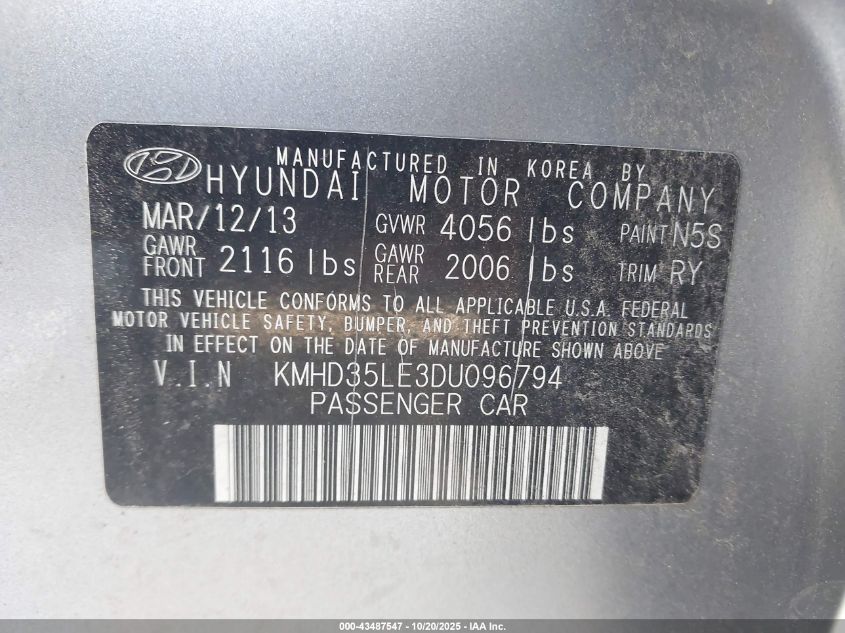 MANUFACTURED IN KOREA BY
HYUNDAI MOTOR COMPANY
MAR/12/13 GVWR 4056 lbs PAINT N5S
GAWR FRONT 2116 lbs GAWR REAR 2006 lbs TRIM RY
THIS VEHICLE CONFORMS TO ALL APPLICABLE U.S.A. FEDERAL
MOTOR VEHICLE SAFETY, BUMPER, AND THEFT PREVENTION STANDARDS
IN EFFECT ON THE DATE OF MANUFACTURE SHOWN ABOVE
V.I.N KMHD35LE3DU096794
PASSENGER CAR
000-43487547 - 10/20/2025 - IAA Inc.